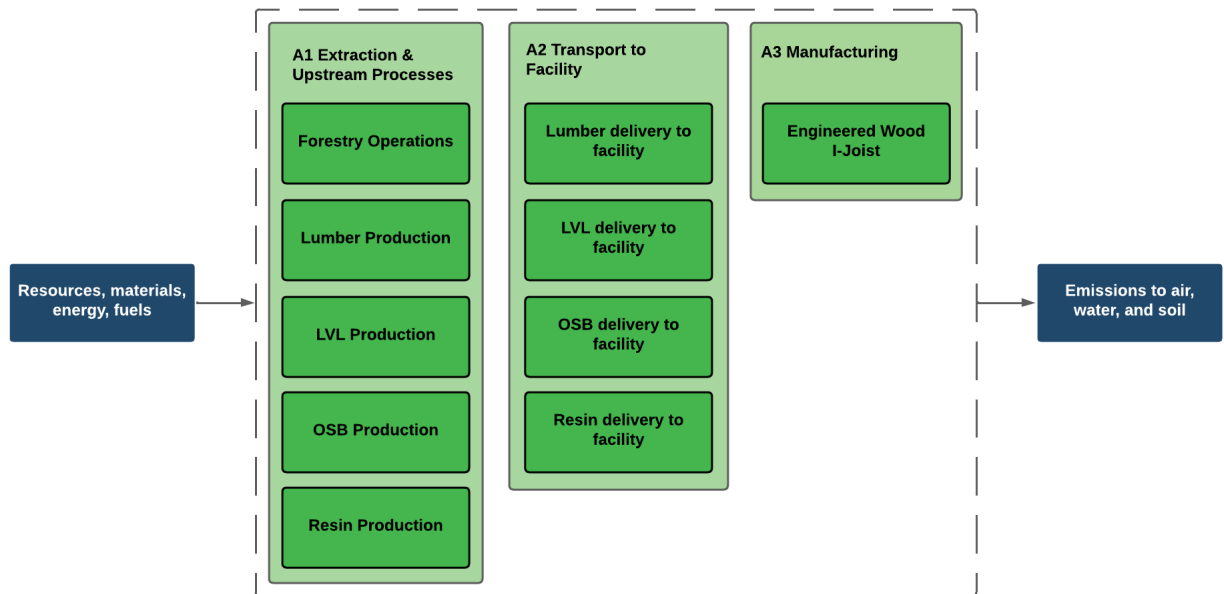 A1 Extraction &
Upstream Processes
Forestry Operations
Lumber Production
LVL Production
OSB Production
Resin Production
A2 Transport to
Facility
Lumber delivery to
facility
LVL delivery to
facility
OSB delivery to
facility
Resin delivery to
facility
A3 Manufacturing
Engineered Wood
I-Joist
Resources, materials,
energy, fuels
Emissions to air,
water, and soil